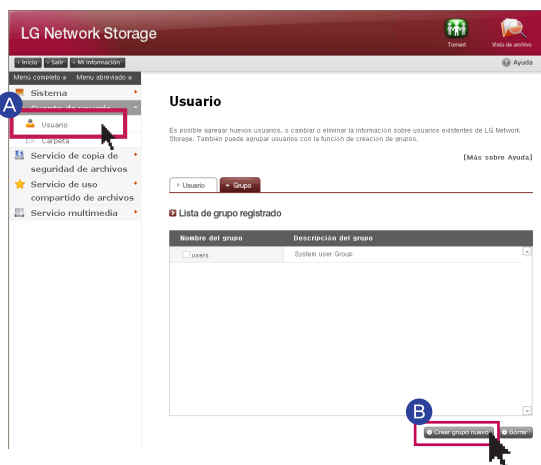 LG Network Storage
Torrent
Vista de archivo
Inicio
Salir
Mi información
Ayuda
Menú completo
Menú abreviado
Sistema
A
Cuenta de usuario
Usuario
Carpeta
Servicio de copia de
seguridad de archivos
Servicio de uso
compartido de archivos
Servicio multimedia
Usuario
Es posible agregar nuevos usuarios, o cambiar o eliminar la información sobre usuarios existentes de LG Network
Storage. También puede agrupar usuarios con la función de creación de grupos.
[Más sobre Ayuda]
Usuario
Grupo
Lista de grupo registrado
Nombre del grupo
Descripción del grupo
users
System user Group
B
Crear grupo nuevo
Borrar